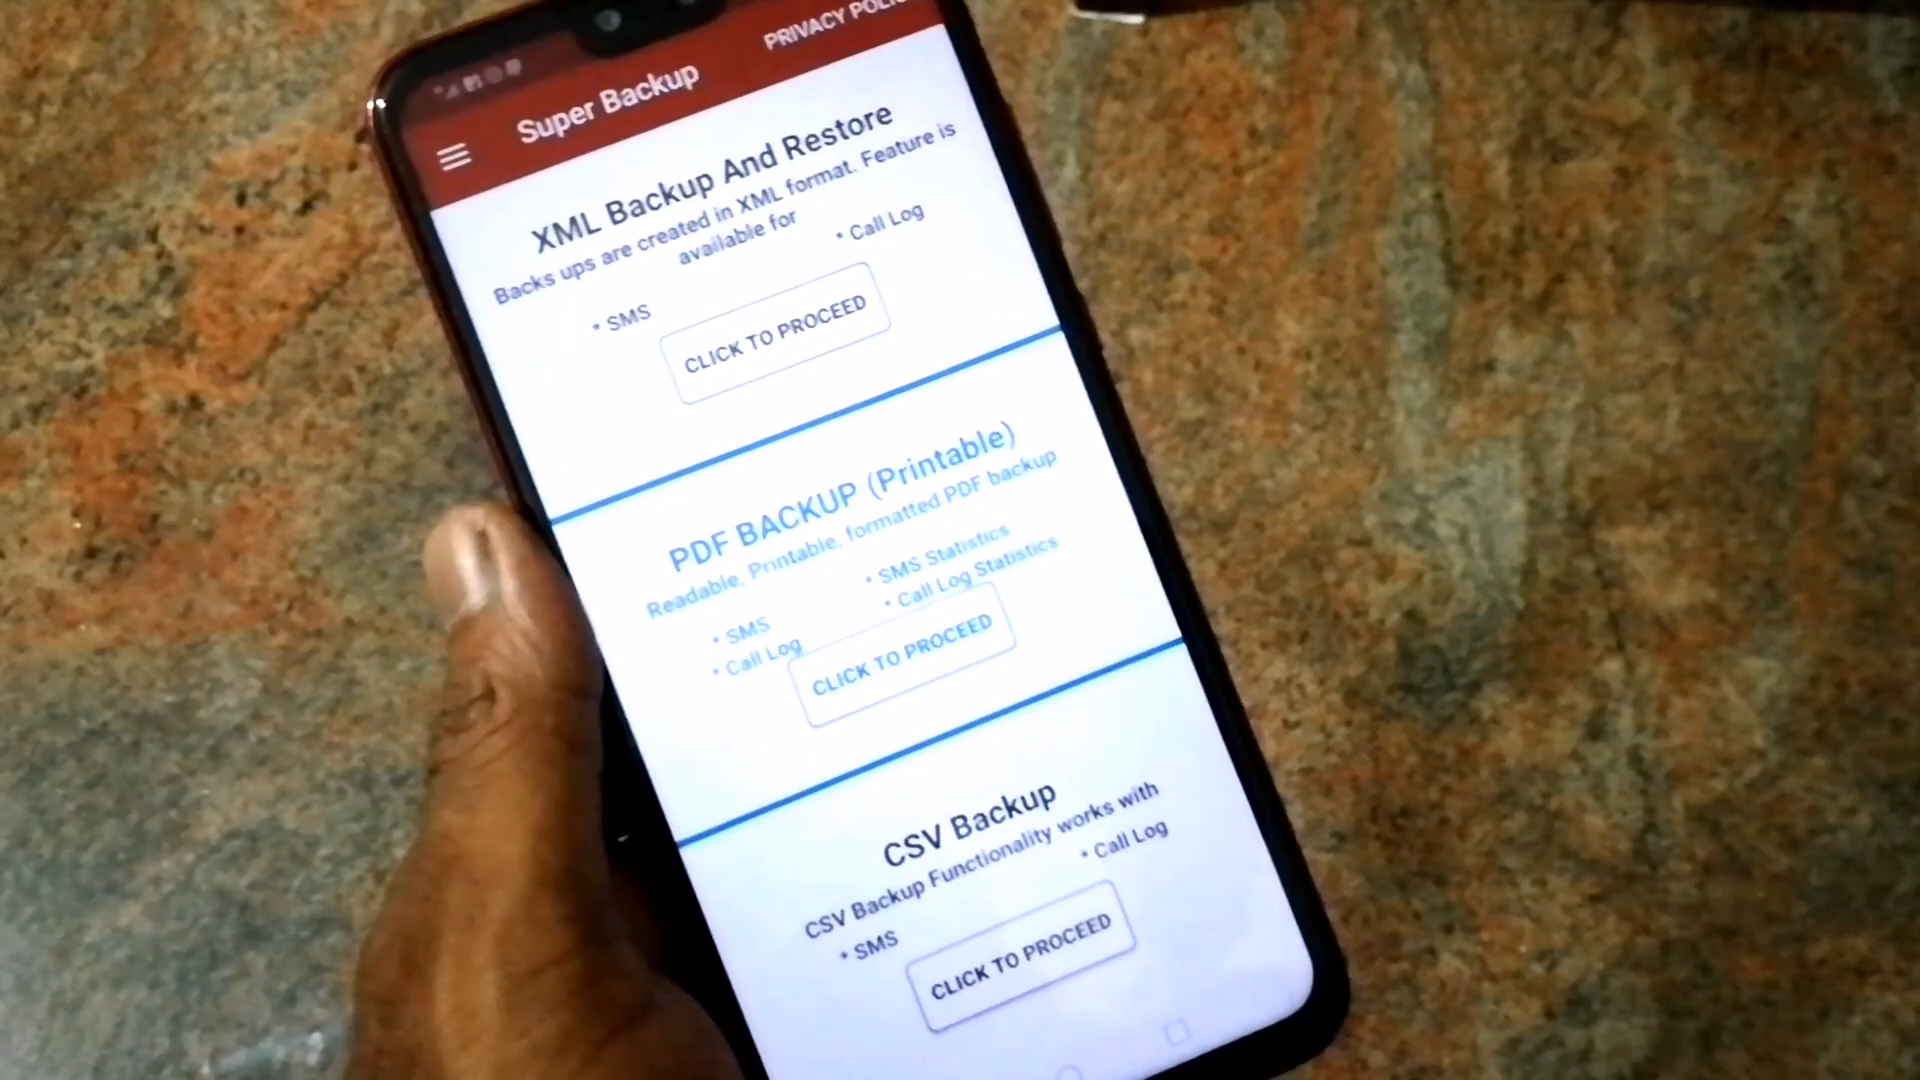 PRIVACY
Super Backup
XML Backup And Restore
Backs ups are created in XML format. Feature is
available for
* SMS
* Call Log
CLICK TO PROCEED
PDF BACKUP (Printable)
Readable, Printable, formatted PDF backup
* SMS
* SMS Statistics
* Call Log
* Call Log Statistics
CLICK TO PROCEED
CSV Backup
CSV Backup Functionality works with
* SMS
* Call Log
CLICK TO PROCEED